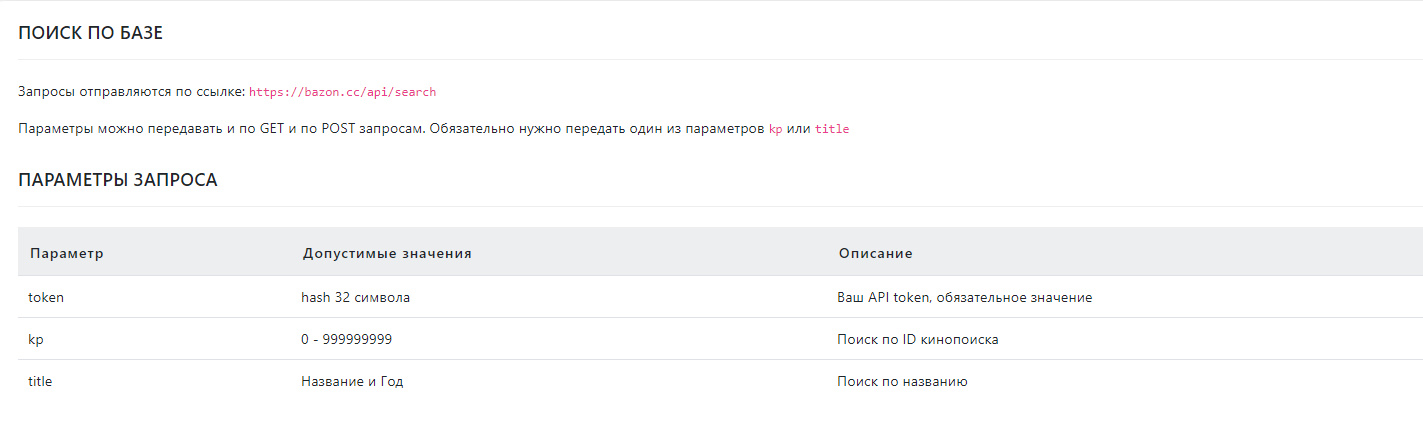 ПОИСК ПО БАЗЕ
Запросы отправляются по ссылке: https://bazon.cc/api/search
Параметры можно передавать и по GET и по POST запросам. Обязательно нужно передать один из параметров kp или title
ПАРАМЕТРЫ ЗАПРОСА
Параметр Допустимые значения Описание
token hash 32 символа Ваш API token, обязательное значение
kp 0 - 999999999 Поиск по ID кинопоиска
title Название и Год Поиск по названию